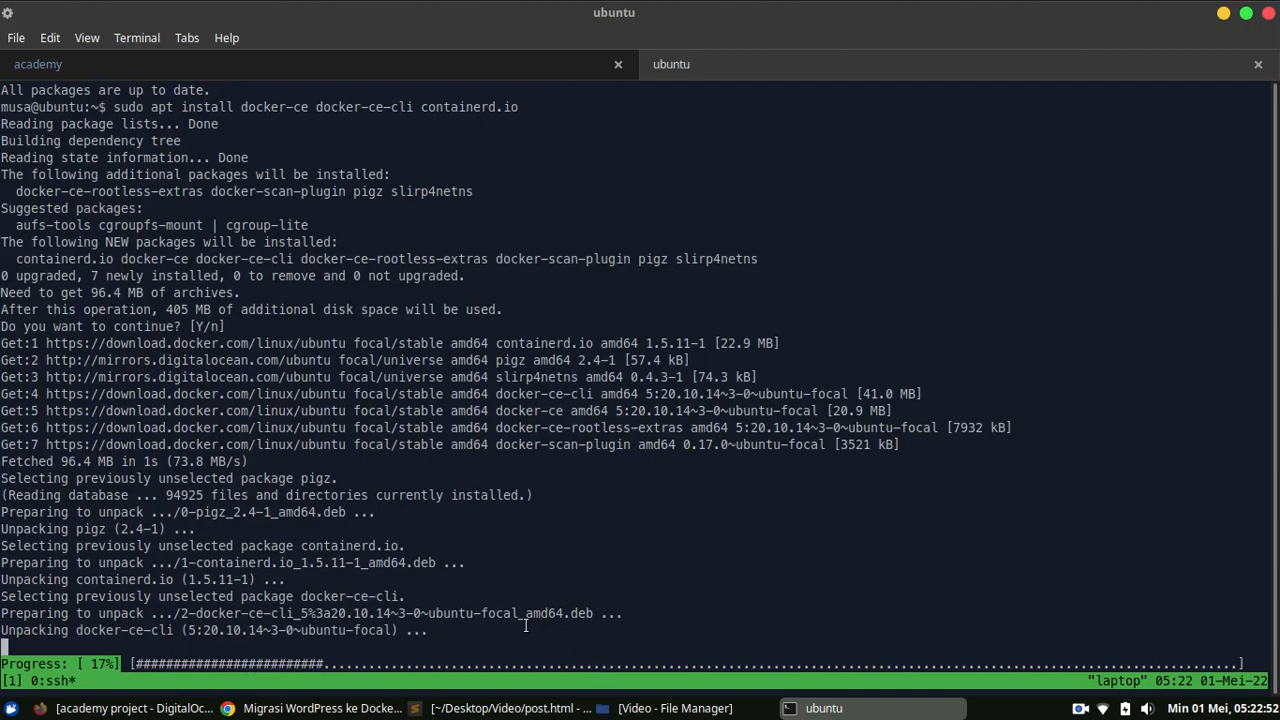 ubuntu
File Edit View Terminal Tabs Help
academy
ubuntu
All packages are up to date.
musa@ubuntu:~$ sudo apt install docker-ce docker-ce-cli containerd.io
Reading package lists... Done
Building dependency tree
Reading state information... Done
The following additional packages will be installed:
docker-ce-rootless-extras docker-scan-plugin pigz slirp4netns
Suggested packages:
aufs-tools cgroupfs-mount | cgroup-lite
The following NEW packages will be installed:
containerd.io docker-ce docker-ce-cli docker-ce-rootless-extras docker-scan-plugin pigz slirp4netns
0 upgraded, 7 newly installed, 0 to remove and 0 not upgraded.
Need to get 96.4 MB of archives.
After this operation, 405 MB of additional disk space will be used.
Do you want to continue? [Y/n]
Get:1 https://download.docker.com/linux/ubuntu focal/stable amd64 containerd.io amd64 1.5.11-1 [22.9 MB]
Get:2 http://mirrors.digitalocean.com/ubuntu focal/universe amd64 pigz amd64 2.4-1 [57.4 kB]
Get:3 http://mirrors.digitalocean.com/ubuntu focal/universe amd64 slirp4netns amd64 0.4.3-1 [74.3 kB]
Get:4 https://download.docker.com/linux/ubuntu focal/stable amd64 docker-ce-cli amd64 5:20.10.14~3-0~ubuntu-focal [41.0 MB]
Get:5 https://download.docker.com/linux/ubuntu focal/stable amd64 docker-ce amd64 5:20.10.14~3-0~ubuntu-focal [20.9 MB]
Get:6 https://download.docker.com/linux/ubuntu focal/stable amd64 docker-ce-rootless-extras amd64 5:20.10.14~3-0~ubuntu-focal [7932 kB]
Get:7 https://download.docker.com/linux/ubuntu focal/stable amd64 docker-scan-plugin amd64 0.17.0~ubuntu-focal [3521 kB]
Fetched 96.4 MB in 1s (73.8 MB/s)
Selecting previously unselected package pigz.
(Reading database ... 94925 files and directories currently installed.)
Preparing to unpack .../0-pigz_2.4-1_amd64.deb ...
Unpacking pigz (2.4-1) ...
Selecting previously unselected package containerd.io.
Preparing to unpack .../1-containerd.io_1.5.11-1_amd64.deb ...
Unpacking containerd.io (1.5.11-1) ...
Selecting previously unselected package docker-ce-cli.
Preparing to unpack .../2-docker-ce-cli_5%3a20.10.14~3-0~ubuntu-focal_amd64.deb ...
Unpacking docker-ce-cli (5:20.10.14~3-0~ubuntu-focal) ...
Progress: [ 17%] [#########################..........................................................................................................................]
[1] 0:ssh* "laptop" 05:22 01-Mei-22
[academy project - DigitalOc... Migrasi WordPress ke Docke... [~/Desktop/Video/post.html - ... [Video - File Manager] ubuntu Min 01 Mei, 05:22:52